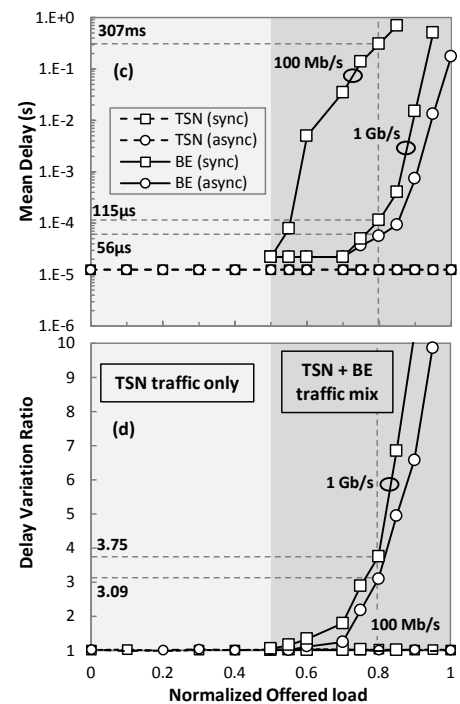 307ms
1.E+0
1.E-1
1.E-2
1.E-3
1.E-4
1.E-5
1.E-6
Mean Delay (s)
(c)
100 Mb/s
TSN (sync)
TSN (async)
BE (sync)
BE (async)
1 Gb/s
115µs
56µs
10
9
8
7
6
5
4
3
2
1
Delay Variation Ratio
TSN traffic only
TSN + BE
traffic mix
(d)
1 Gb/s
3.75
3.09
100 Mb/s
0
0.2
0.4
0.6
0.8
1
Normalized Offered load